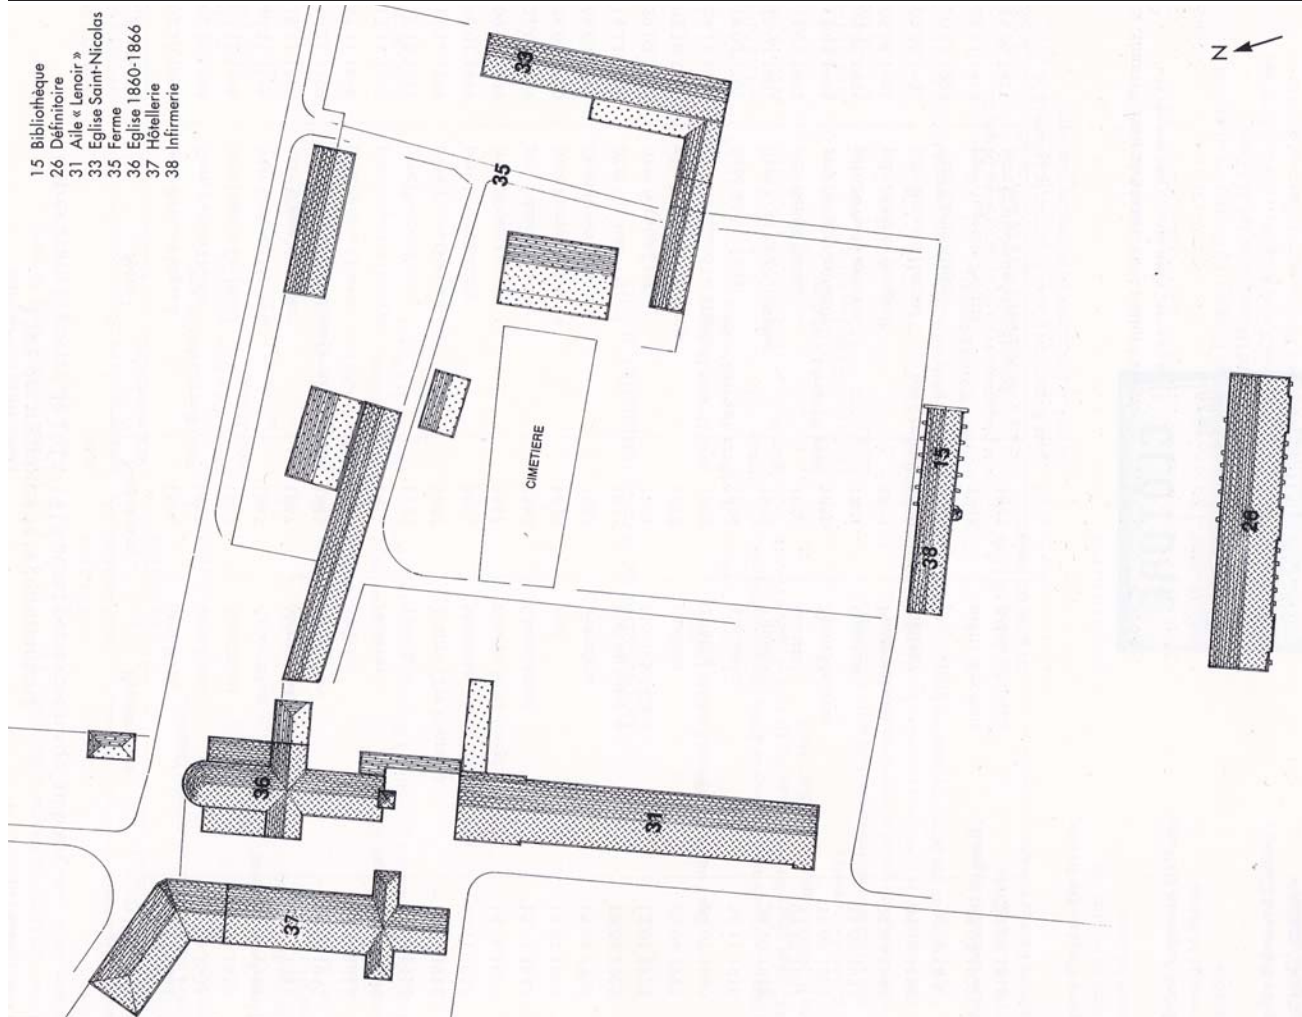 15 Bibliothèque
26 Définitoire
31 Aile « Lenoir »
33 Eglise Saint-Nicolas
35 Ferme
36 Eglise 1860-1866
37 Hôtellerie
38 Infirmerie
N
33
35
CIMETIERE
15
38
26
36
31
37